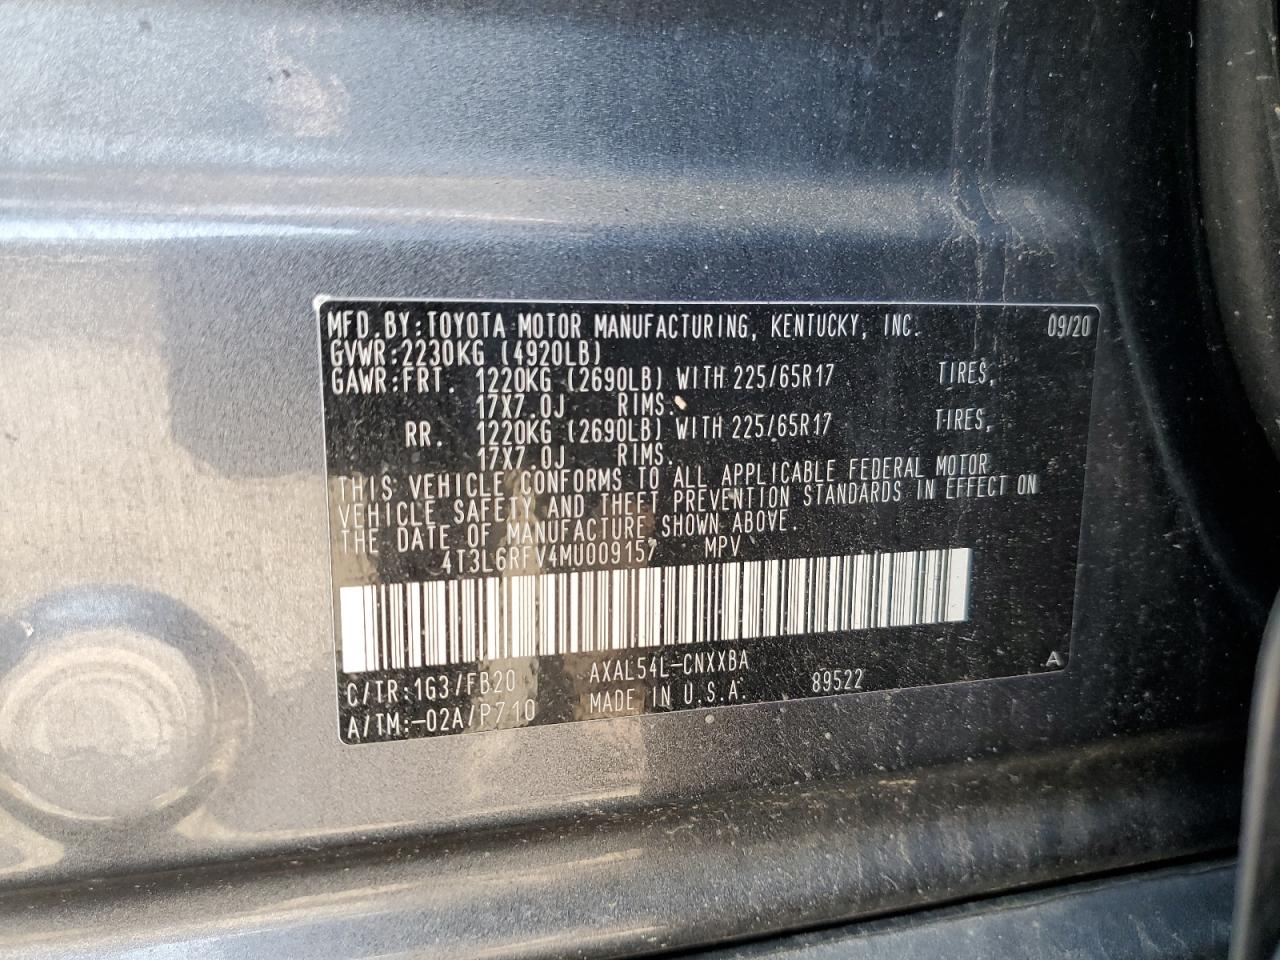 MFD.BY:TOYOTA MOTOR MANUFACTURING, KENTUCKY, INC. 09/20
GVWR:2230KG (4920LB)
GAWR:FRT. 1220KG (2690LB) WITH 225/65R17 TIRES,
17X7.0J RIMS.
RR. 1220KG (2690LB) WITH 225/65R17 TIRES,
17X7.0J RIMS.
THIS VEHICLE CONFORMS TO ALL APPLICABLE FEDERAL MOTOR
VEHICLE SAFETY AND THEFT PREVENTION STANDARDS IN EFFECT ON
THE DATE OF MANUFACTURE SHOWN ABOVE.
4T3L6RFV4MU009157 MPV
C/TR:1G3/FB20 AXAL54L-CNXXBA A
A/TM:-02A/P710 MADE IN U.S.A. 89522